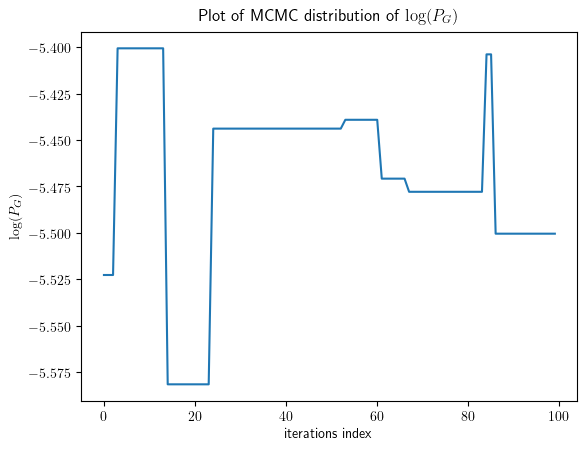 Plot of MCMC distribution of log(P_G)
log(P_G)
−5.400
−5.425
−5.450
−5.475
−5.500
−5.525
−5.550
−5.575
0 20 40 60 80 100
iterations index